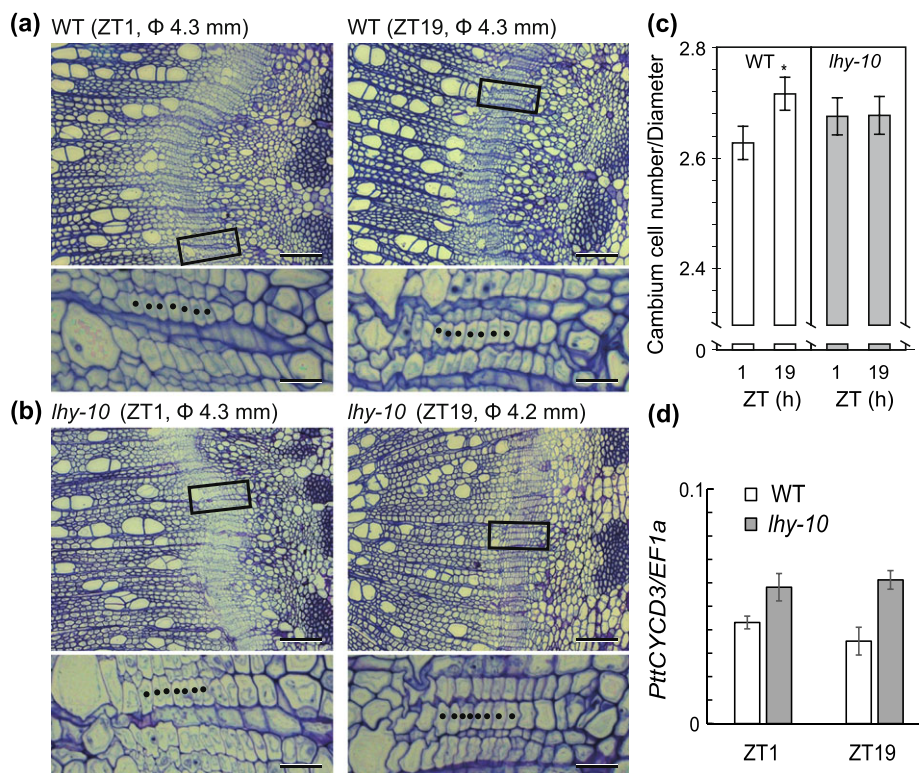 (a) WT (ZT1, Φ 4.3 mm)
WT (ZT19, Φ 4.3 mm)
(b) lhy-10 (ZT1, Φ 4.3 mm)
lhy-10 (ZT19, Φ 4.2 mm)
(c)
Cambium cell number/Diameter
2.8
2.6
2.4
0
WT
*
lhy-10
1 19 1 19
ZT (h) ZT (h)
(d)
PttCYCD3/EF1a
0.1
0
WT
lhy-10
ZT1 ZT19